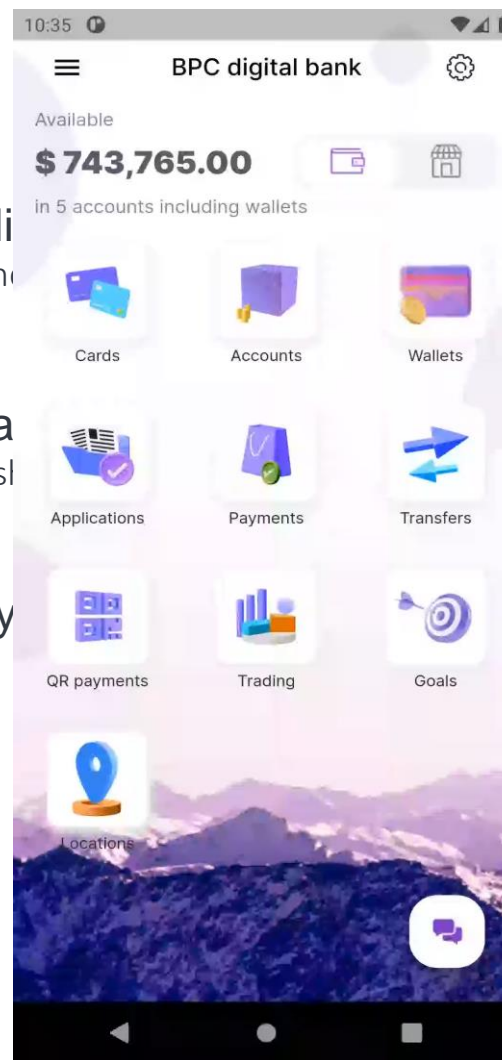 10:35
BPC digital bank
Available
$ 743,765.00
in 5 accounts including wallets
Cards
Accounts
Wallets
Applications
Payments
Transfers
QR payments
Trading
Goals
Locations